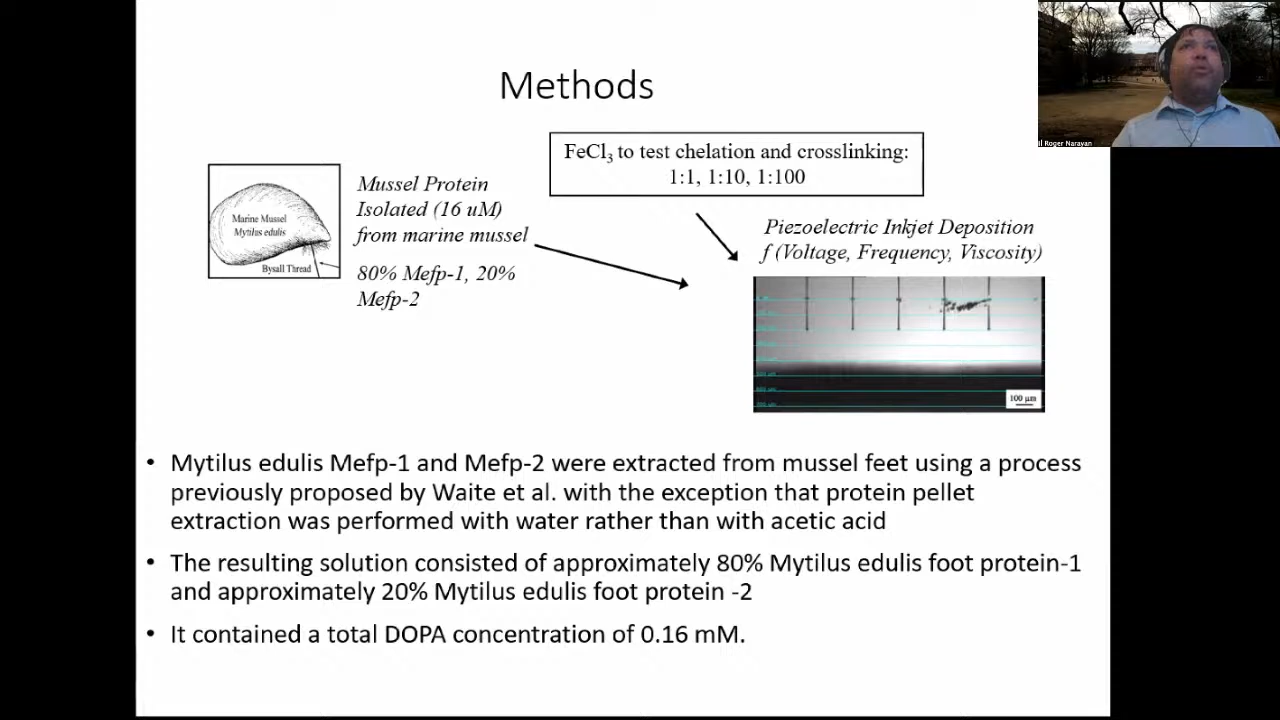 Methods
FeCl3 to test chelation and crosslinking:
1:1, 1:10, 1:100
Marine Mussel
Mytilus edulis
Bysall Thread
Mussel Protein
Isolated (16 uM)
from marine mussel
80% Mefp-1, 20%
Mefp-2
Piezoelectric Inkjet Deposition
f (Voltage, Frequency, Viscosity)
100 µm
• Mytilus edulis Mefp-1 and Mefp-2 were extracted from mussel feet using a process
previously proposed by Waite et al. with the exception that protein pellet
extraction was performed with water rather than with acetic acid
• The resulting solution consisted of approximately 80% Mytilus edulis foot protein-1
and approximately 20% Mytilus edulis foot protein -2
• It contained a total DOPA concentration of 0.16 mM.
Roger Narayan